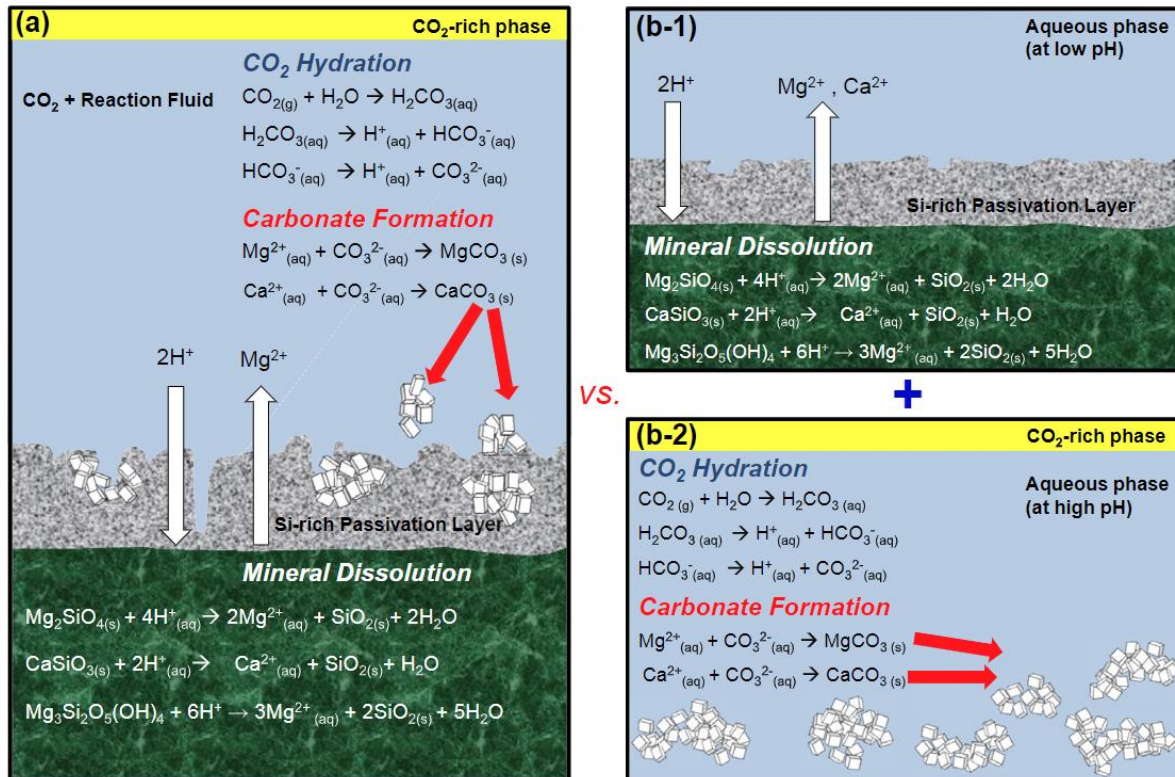 (a)
CO₂-rich phase
CO₂ Hydration
CO₂₍g₎ + H₂O → H₂CO₃₍aq₎
CO₂ + Reaction Fluid
H₂CO₃₍aq₎ → H⁺₍aq₎ + HCO₃⁻₍aq₎
HCO₃⁻₍aq₎ → H⁺₍aq₎ + CO₃²⁻₍aq₎
Carbonate Formation
Mg²⁺₍aq₎ + CO₃²⁻₍aq₎ → MgCO₃ ₍s₎
Ca²⁺₍aq₎ + CO₃²⁻₍aq₎ → CaCO₃ ₍s₎
2H⁺
Mg²⁺
Si-rich Passivation Layer
Mineral Dissolution
Mg₂SiO₄₍s₎ + 4H⁺₍aq₎ → 2Mg²⁺₍aq₎ + SiO₂₍s₎ + 2H₂O
CaSiO₃₍s₎ + 2H⁺₍aq₎ → Ca²⁺₍aq₎ + SiO₂₍s₎ + H₂O
Mg₃Si₂O₅(OH)₄ + 6H⁺ → 3Mg²⁺₍aq₎ + 2SiO₂₍s₎ + 5H₂O
vs.
(b-1)
Aqueous phase
(at low pH)
2H⁺
Mg²⁺ , Ca²⁺
Si-rich Passivation Layer
Mineral Dissolution
Mg₂SiO₄₍s₎ + 4H⁺₍aq₎ → 2Mg²⁺₍aq₎ + SiO₂₍s₎ + 2H₂O
CaSiO₃₍s₎ + 2H⁺₍aq₎ → Ca²⁺₍aq₎ + SiO₂₍s₎ + H₂O
Mg₃Si₂O₅(OH)₄ + 6H⁺ → 3Mg²⁺₍aq₎ + 2SiO₂₍s₎ + 5H₂O
+
(b-2)
CO₂-rich phase
CO₂ Hydration
Aqueous phase
(at high pH)
CO₂ ₍g₎ + H₂O → H₂CO₃ ₍aq₎
H₂CO₃ ₍aq₎ → H⁺₍aq₎ + HCO₃⁻₍aq₎
HCO₃⁻₍aq₎ → H⁺₍aq₎ + CO₃²⁻₍aq₎
Carbonate Formation
Mg²⁺₍aq₎ + CO₃²⁻₍aq₎ → MgCO₃ ₍s₎
Ca²⁺₍aq₎ + CO₃²⁻₍aq₎ → CaCO₃ ₍s₎